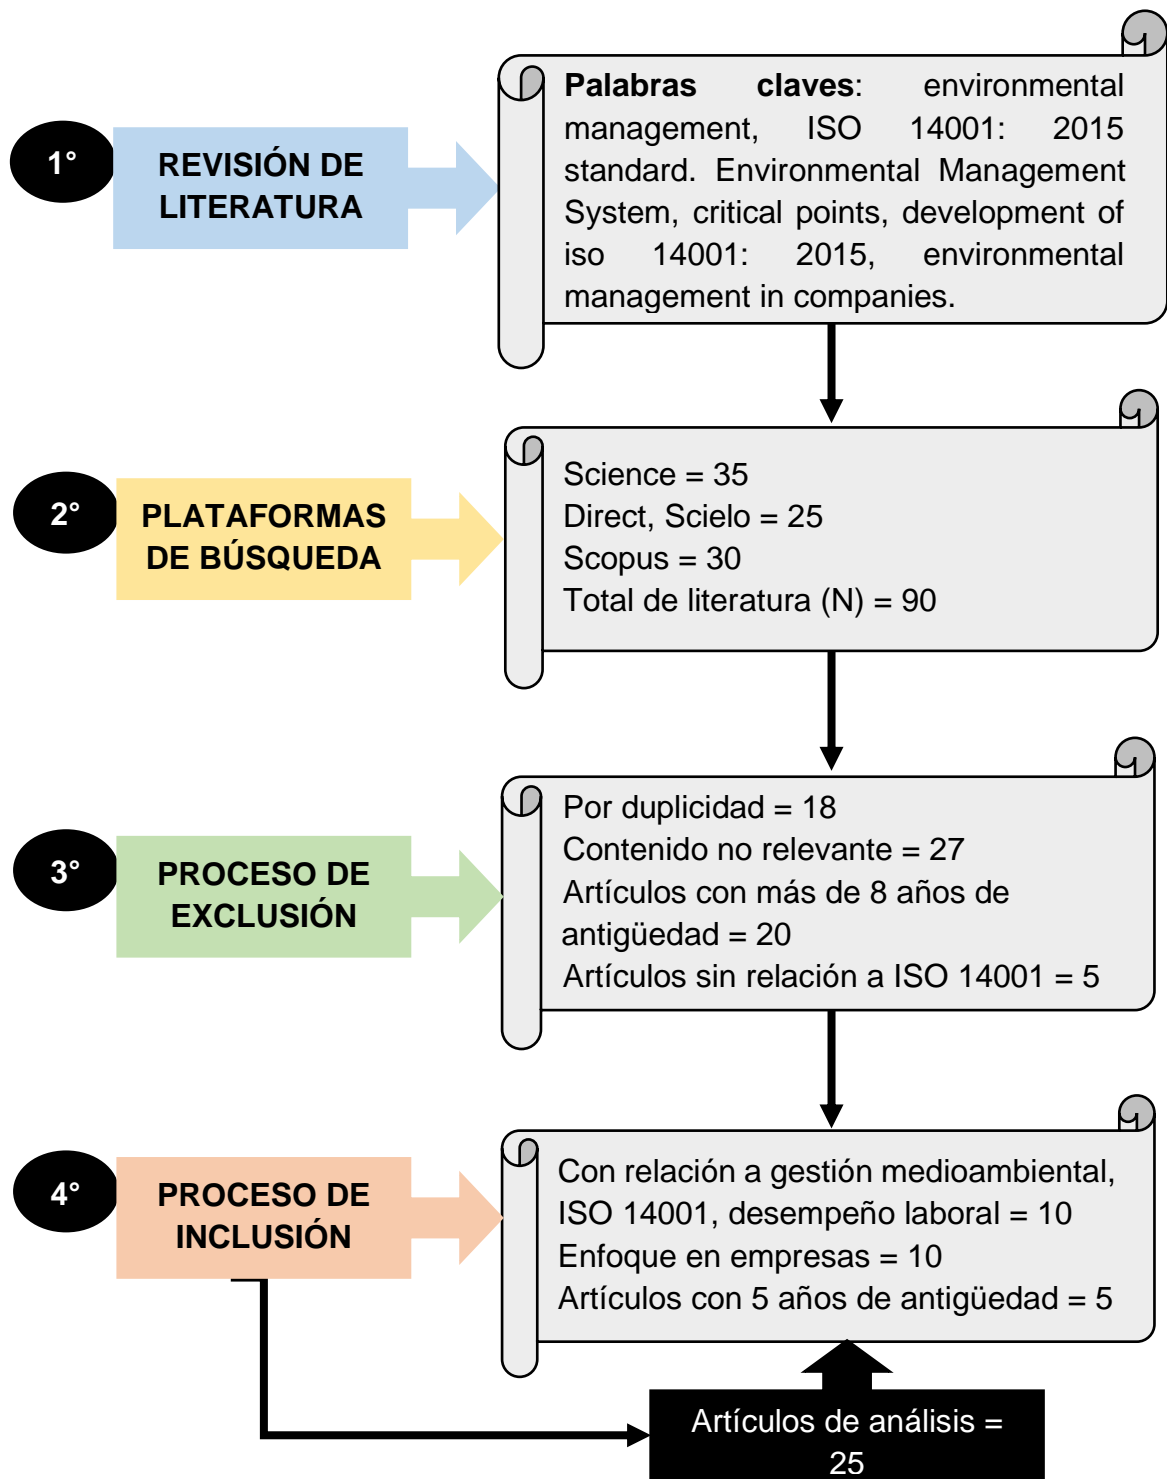 1°
REVISIÓN DE
LITERATURA
Palabras claves: environmental
management, ISO 14001: 2015
standard. Environmental Management
System, critical points, development of
iso 14001: 2015, environmental
management in companies.
2°
PLATAFORMAS
DE BÚSQUEDA
Science = 35
Direct, Scielo = 25
Scopus = 30
Total de literatura (N) = 90
3°
PROCESO DE
EXCLUSIÓN
Por duplicidad = 18
Contenido no relevante = 27
Artículos con más de 8 años de
antigüedad = 20
Artículos sin relación a ISO 14001 = 5
4°
PROCESO DE
INCLUSIÓN
Con relación a gestión medioambiental,
ISO 14001, desempeño laboral = 10
Enfoque en empresas = 10
Artículos con 5 años de antigüedad = 5
Artículos de análisis =
25